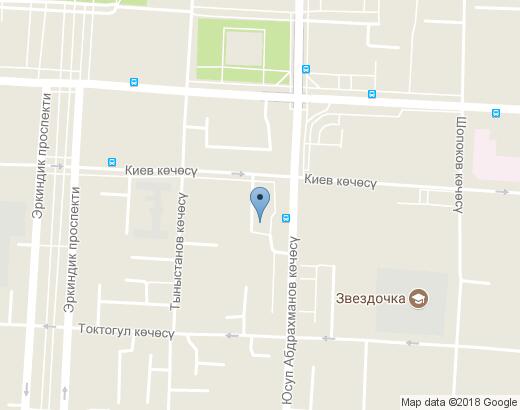 Киев көчөсү
Киев көчөсү
Шопоков көчөсү
Эркиндик проспекти
Эркиндик проспекти
Тыныстанов көчөсү
Юсуп Абдрахманов көчөсү
Звездочка
Токтогул көчөсү
Map data ©2018 Google